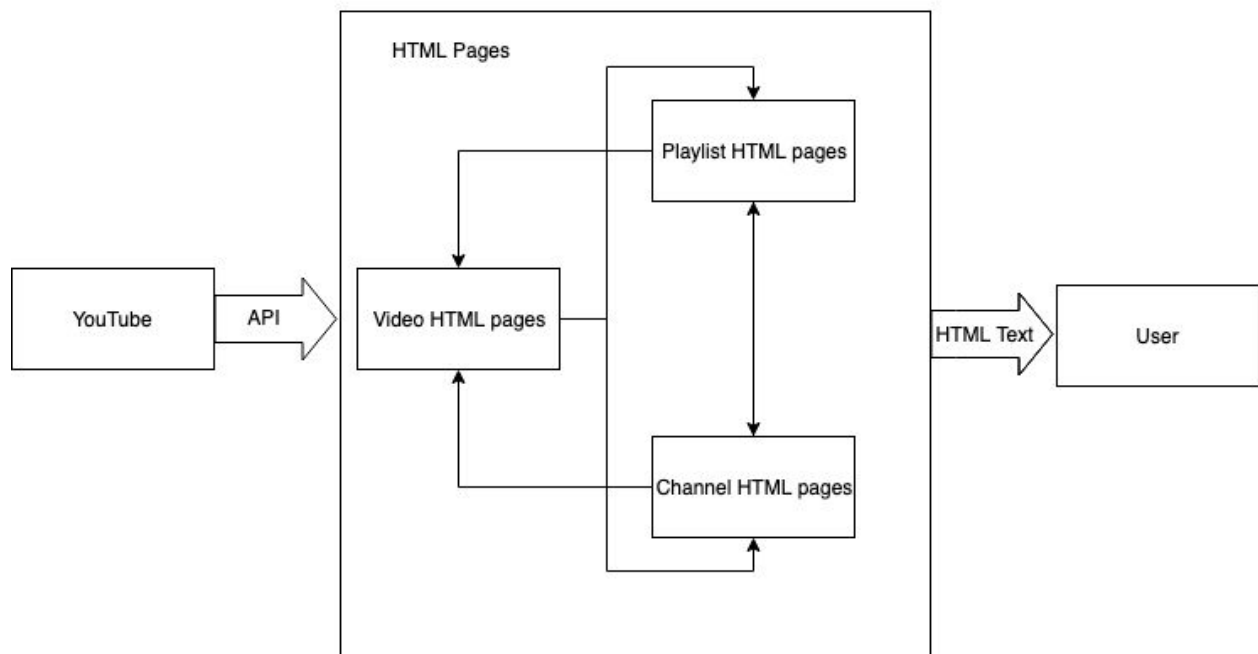 HTML Pages
Playlist HTML pages
YouTube
API
Video HTML pages
HTML Text
User
Channel HTML pages